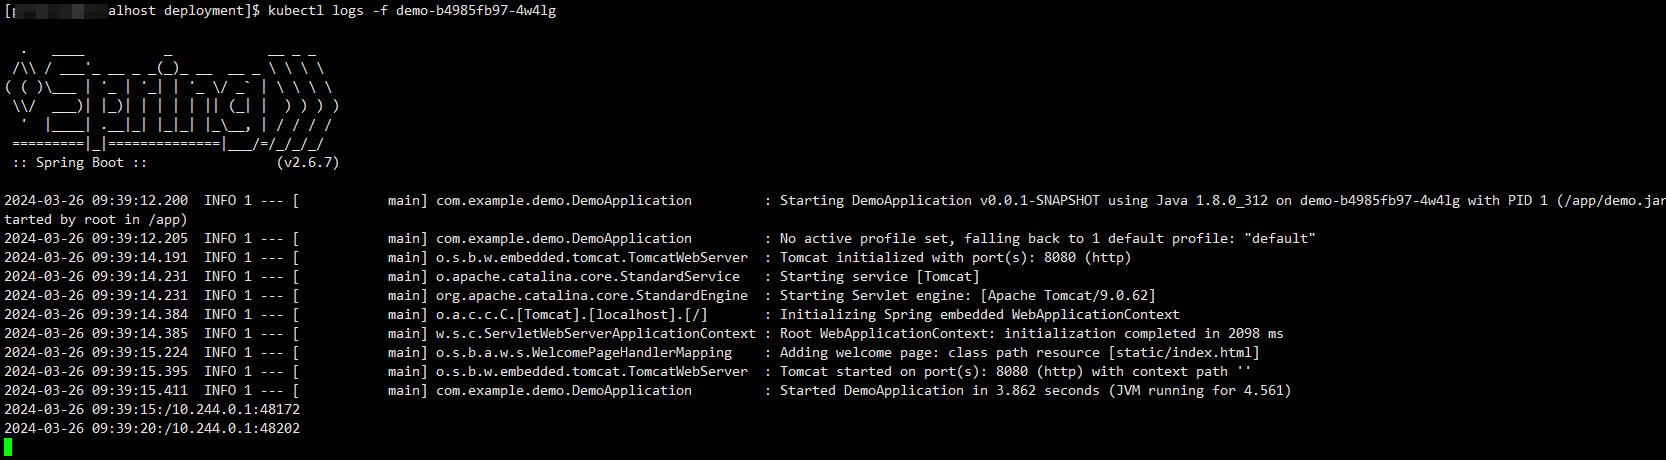 [p alhost deployment]$ kubectl logs -f demo-b4985fb97-4w4lg
  .   ____          _            __ _ _
 /\\ / ___'_ __ _ _(_)_ __  __ _ \ \ \ \
( ( )\___ | '_ | '_| | '_ \/ _` | \ \ \ \
 \\/  ___)| |_)| | | | | || (_| |  ) ) ) )
  '  |____| .__|_| |_|_| |_\__, | / / / /
 =========|_|==============|___/=/_/_/_/
 :: Spring Boot ::                (v2.6.7)
2024-03-26 09:39:12.200  INFO 1 --- [           main] com.example.demo.DemoApplication         : Starting DemoApplication v0.0.1-SNAPSHOT using Java 1.8.0_312 on demo-b4985fb97-4w4lg with PID 1 (/app/demo.jar
tarted by root in /app)
2024-03-26 09:39:12.205  INFO 1 --- [           main] com.example.demo.DemoApplication         : No active profile set, falling back to 1 default profile: "default"
2024-03-26 09:39:14.191  INFO 1 --- [           main] o.s.b.w.embedded.tomcat.TomcatWebServer  : Tomcat initialized with port(s): 8080 (http)
2024-03-26 09:39:14.231  INFO 1 --- [           main] o.apache.catalina.core.StandardService   : Starting service [Tomcat]
2024-03-26 09:39:14.231  INFO 1 --- [           main] org.apache.catalina.core.StandardEngine  : Starting Servlet engine: [Apache Tomcat/9.0.62]
2024-03-26 09:39:14.384  INFO 1 --- [           main] o.a.c.c.C.[Tomcat].[localhost].[/]       : Initializing Spring embedded WebApplicationContext
2024-03-26 09:39:14.385  INFO 1 --- [           main] w.s.c.ServletWebServerApplicationContext : Root WebApplicationContext: initialization completed in 2098 ms
2024-03-26 09:39:15.224  INFO 1 --- [           main] o.s.b.a.w.s.WelcomePageHandlerMapping    : Adding welcome page: class path resource [static/index.html]
2024-03-26 09:39:15.395  INFO 1 --- [           main] o.s.b.w.embedded.tomcat.TomcatWebServer  : Tomcat started on port(s): 8080 (http) with context path ''
2024-03-26 09:39:15.411  INFO 1 --- [           main] com.example.demo.DemoApplication         : Started DemoApplication in 3.862 seconds (JVM running for 4.561)
2024-03-26 09:39:15:/10.244.0.1:48172
2024-03-26 09:39:20:/10.244.0.1:48202